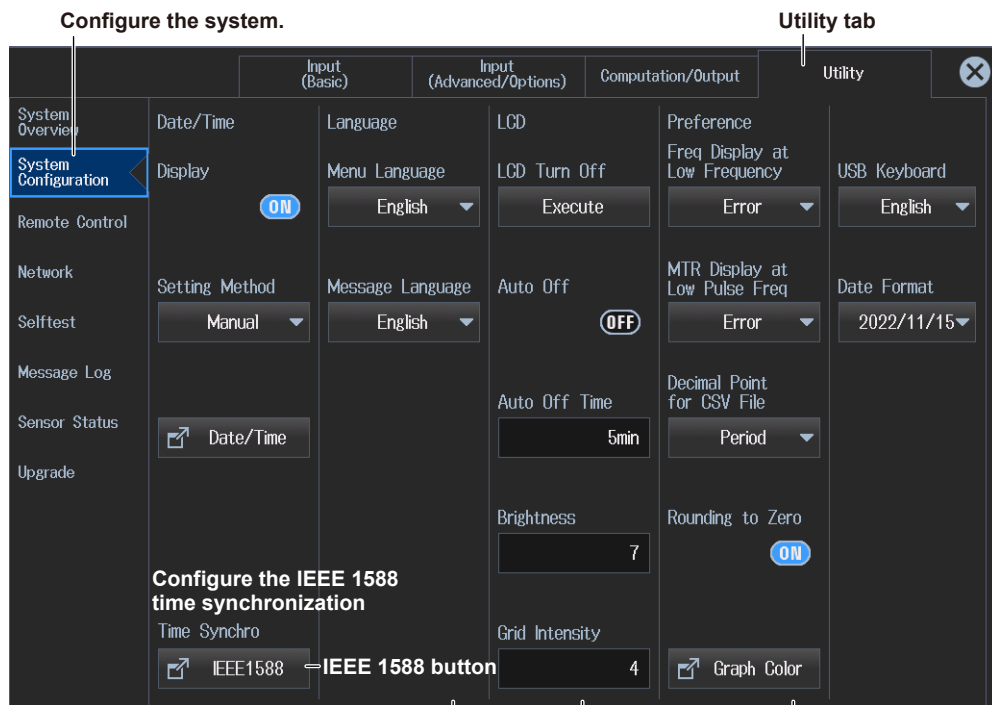 Configure the system.
Utility tab
Input
(Basic)
Input
(Advanced/Options)
Computation/Output
Utility
System
Overview
System
Configuration
Remote Control
Network
Selftest
Message Log
Sensor Status
Upgrade
Date/Time
Display
ON
Setting Method
Manual
Date/Time
Configure the IEEE 1588
time synchronization
Time Synchro
IEEE1588
IEEE 1588 button
Language
Menu Language
English
Message Language
English
LCD
LCD Turn Off
Execute
Auto Off
OFF
Auto Off Time
5min
Brightness
7
Grid Intensity
4
Preference
Freq Display at
Low Frequency
Error
MTR Display at
Low Pulse Freq
Error
Decimal Point
for CSV File
Period
Rounding to Zero
ON
Graph Color
USB Keyboard
English
Date Format
2022/11/15